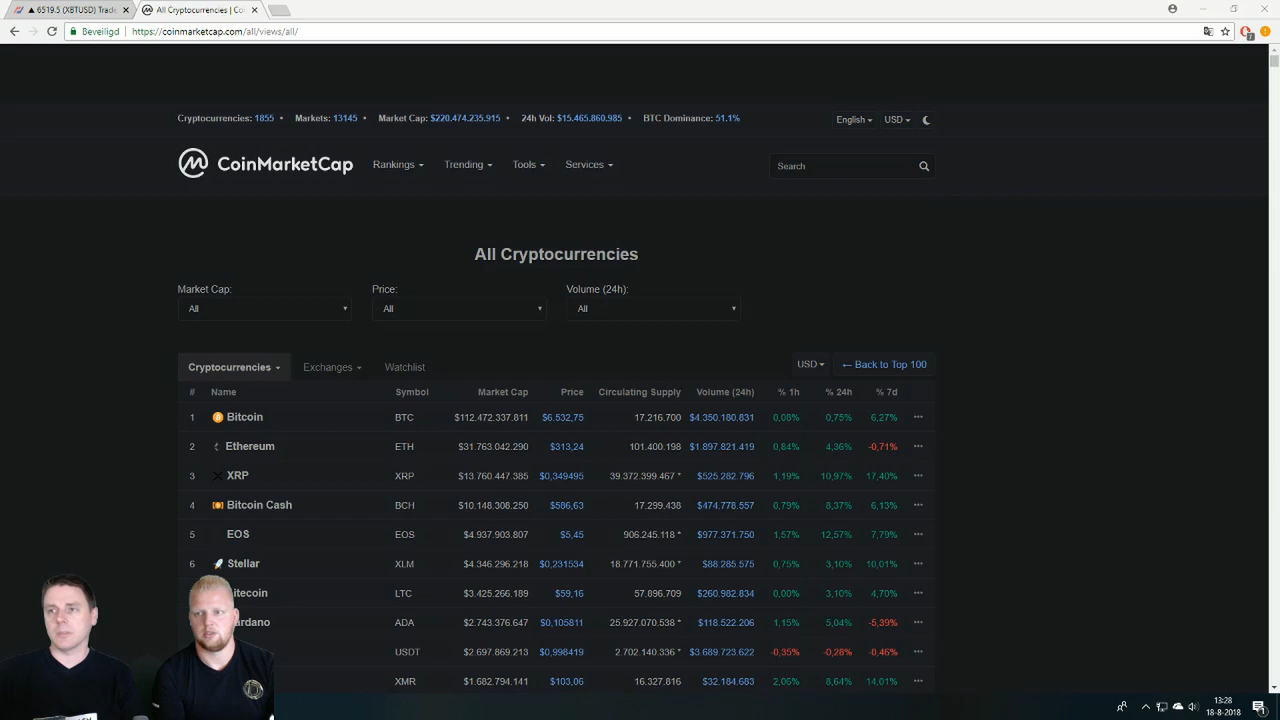 ▲ 6519.5 (XBTUSD) Trade
All Cryptocurrencies | Coi
Beveiligd
https://coinmarketcap.com/all/views/all/
7
Cryptocurrencies: 1855 • Markets: 13145 • Market Cap: $220.474.235.915 • 24h Vol: $15.465.860.985 • BTC Dominance: 51.1%
English USD
CoinMarketCap Rankings Trending Tools Services Search
All Cryptocurrencies
Market Cap: Price: Volume (24h):
All All All
Cryptocurrencies Exchanges Watchlist USD ← Back to Top 100
# Name Symbol Market Cap Price Circulating Supply Volume (24h) % 1h % 24h % 7d
1 Bitcoin BTC $112.472.337.811 $6.532,75 17.216.700 $4.350.180.831 0,08% 0,75% 6,27% •••
2 Ethereum ETH $31.763.042.290 $313,24 101.400.198 $1.897.821.419 0,84% 4,36% -0,71% •••
3 XRP XRP $13.760.447.385 $0,349495 39.372.399.467 * $525.282.796 1,19% 10,97% 17,40% •••
4 Bitcoin Cash BCH $10.148.308.250 $586,63 17.299.438 $474.778.557 0,79% 8,37% 6,13% •••
5 EOS EOS $4.937.903.807 $5,45 906.245.118 * $977.371.750 1,57% 12,57% 7,79% •••
6 Stellar XLM $4.346.296.218 $0,231534 18.771.755.400 * $88.285.575 0,75% 3,10% 10,01% •••
itecoin LTC $3.425.266.189 $59,16 57.896.709 $260.982.834 0,00% 3,10% 4,70% •••
ardano ADA $2.743.376.647 $0,105811 25.927.070.538 * $118.522.206 1,15% 5,04% -5,39% •••
USDT $2.697.869.213 $0,998419 2.702.140.336 * $3.689.723.622 -0,35% -0,28% -0,46% •••
XMR $1.682.794.141 $103,06 16.327.816 $32.184.683 2,06% 8,64% 14,01% •••
13:28
18-8-2018
1